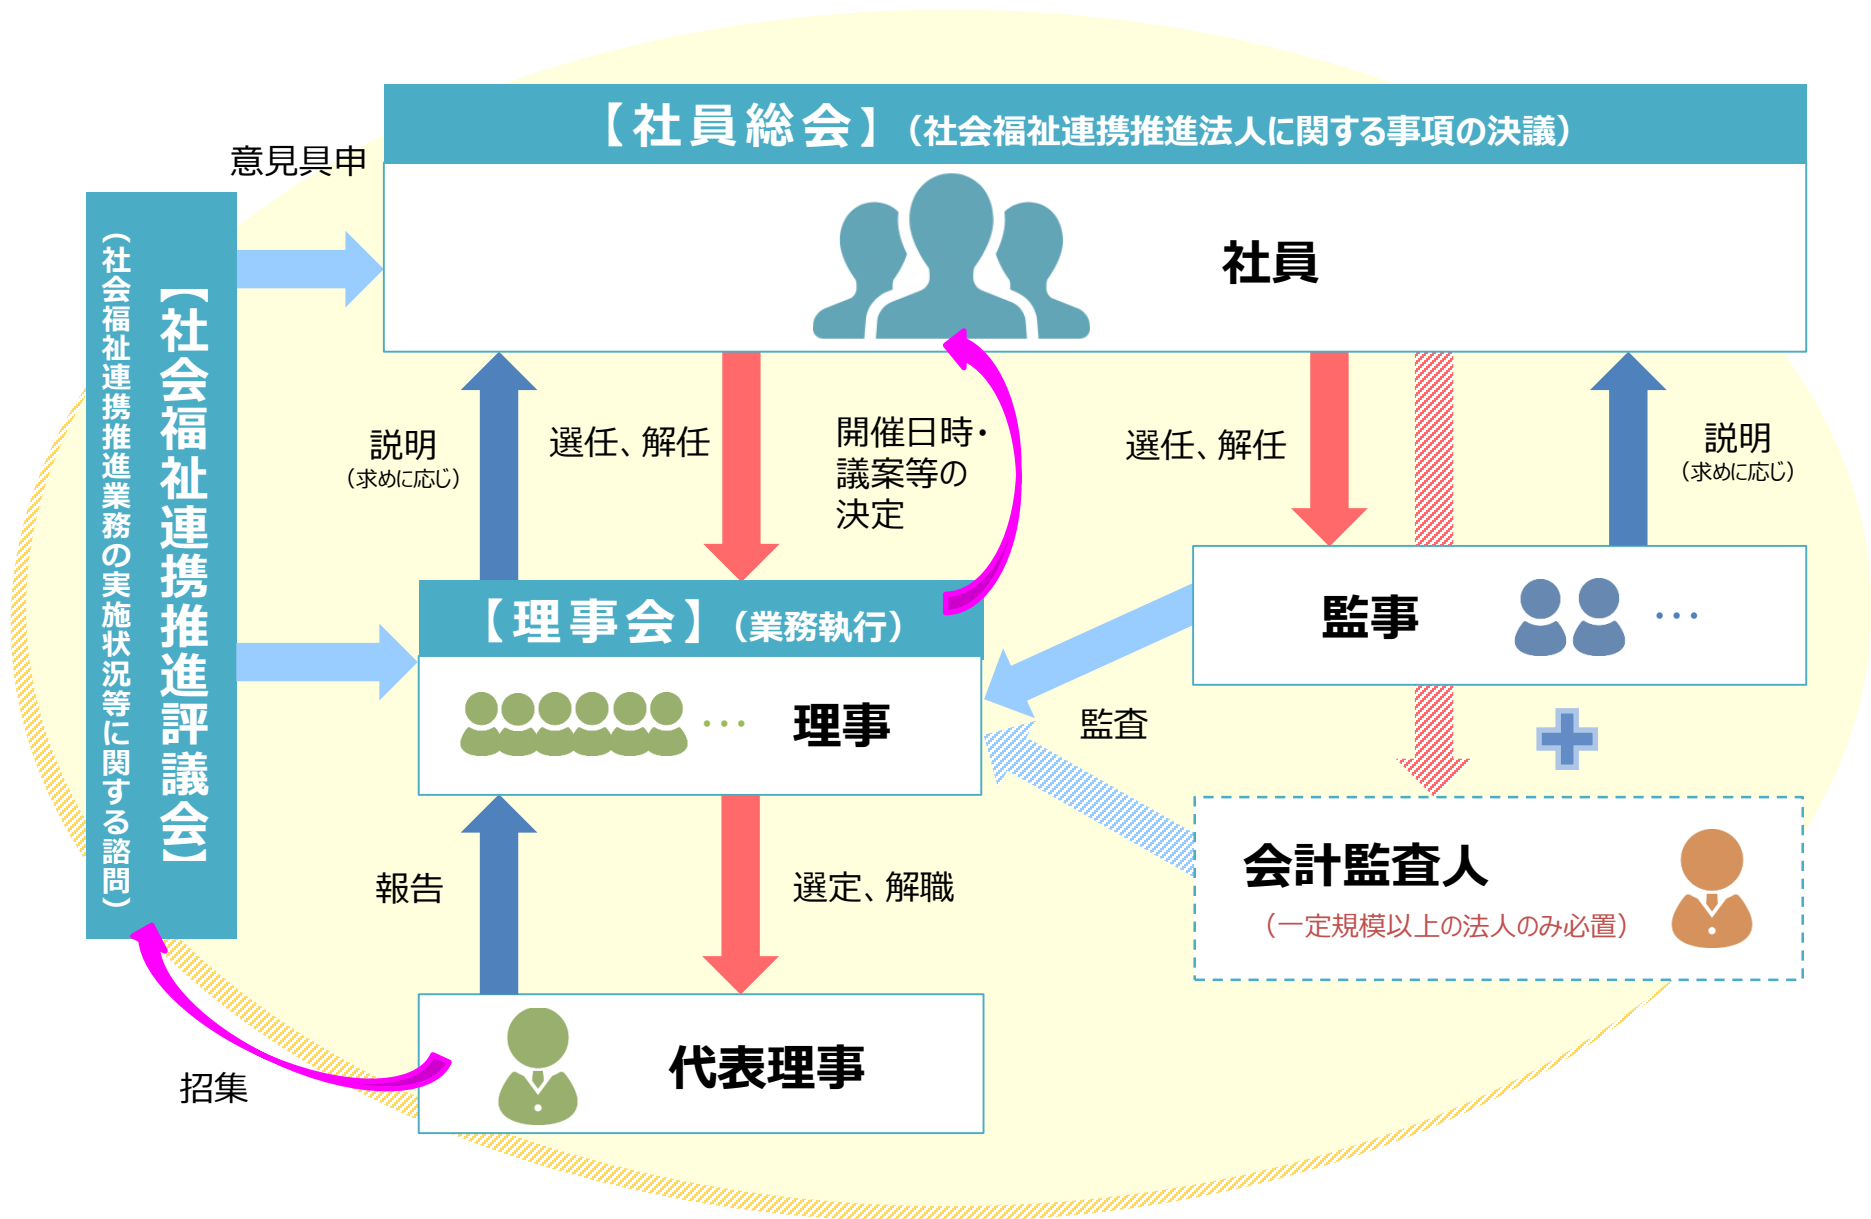 【社員総会】（社会福祉連携推進法人に関する事項の決議）
意見具申
社員
【社会福祉連携推進評議会】
（社会福祉連携推進業務の実施状況等に関する諮問）
説明
（求めに応じ）
選任、解任
開催日時・
議案等の
決定
選任、解任
説明
（求めに応じ）
【理事会】（業務執行）
監事
…
…
理事
監査
会計監査人
（一定規模以上の法人のみ必置）
報告
選定、解職
代表理事
招集